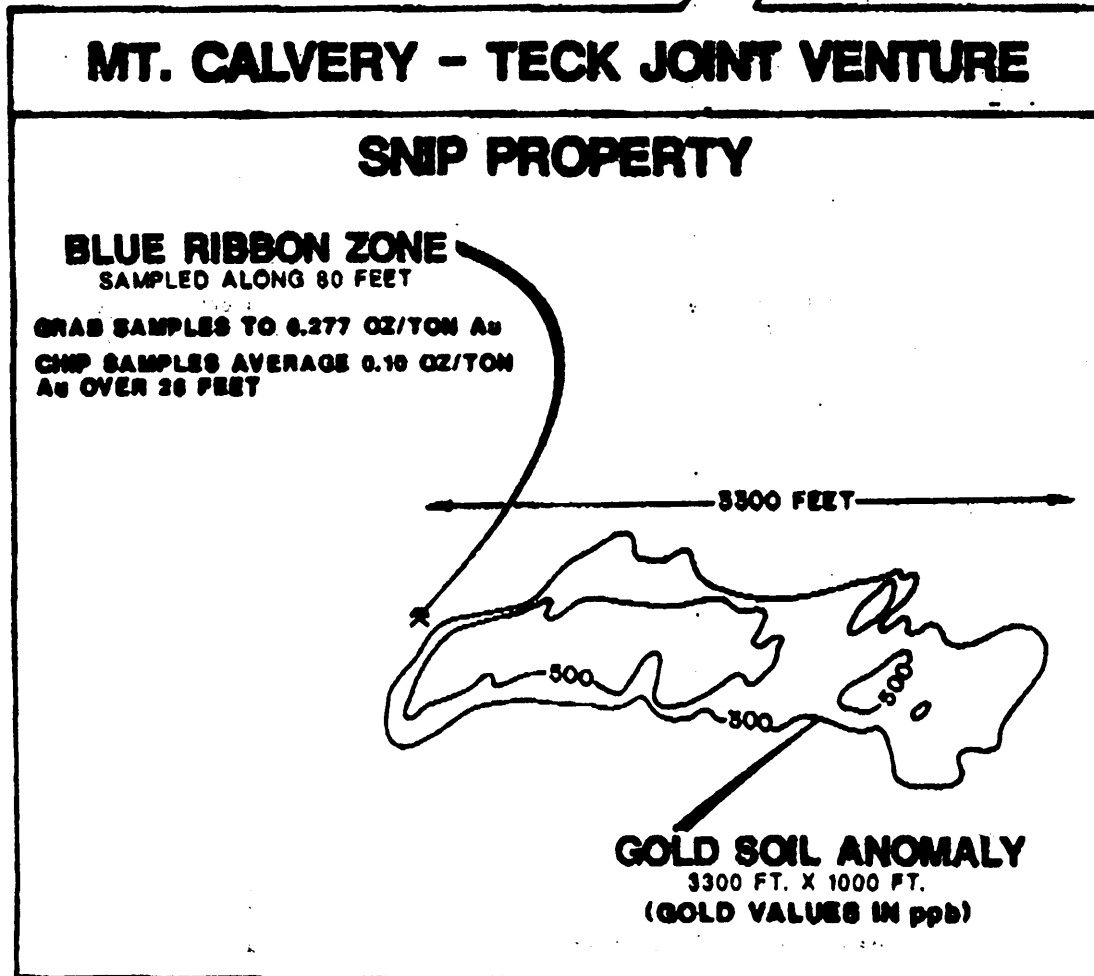 MT. CALVERY - TECK JOINT VENTURE
SNIP PROPERTY
BLUE RIBBON ZONE
SAMPLED ALONG 80 FEET
GRAB SAMPLES TO 6.277 OZ/TON Au
CHIP SAMPLES AVERAGE 0.10 OZ/TON
Au OVER 26 FEET
3300 FEET
500
500
300
GOLD SOIL ANOMALY
3300 FT. X 1000 FT.
(GOLD VALUES IN ppb)